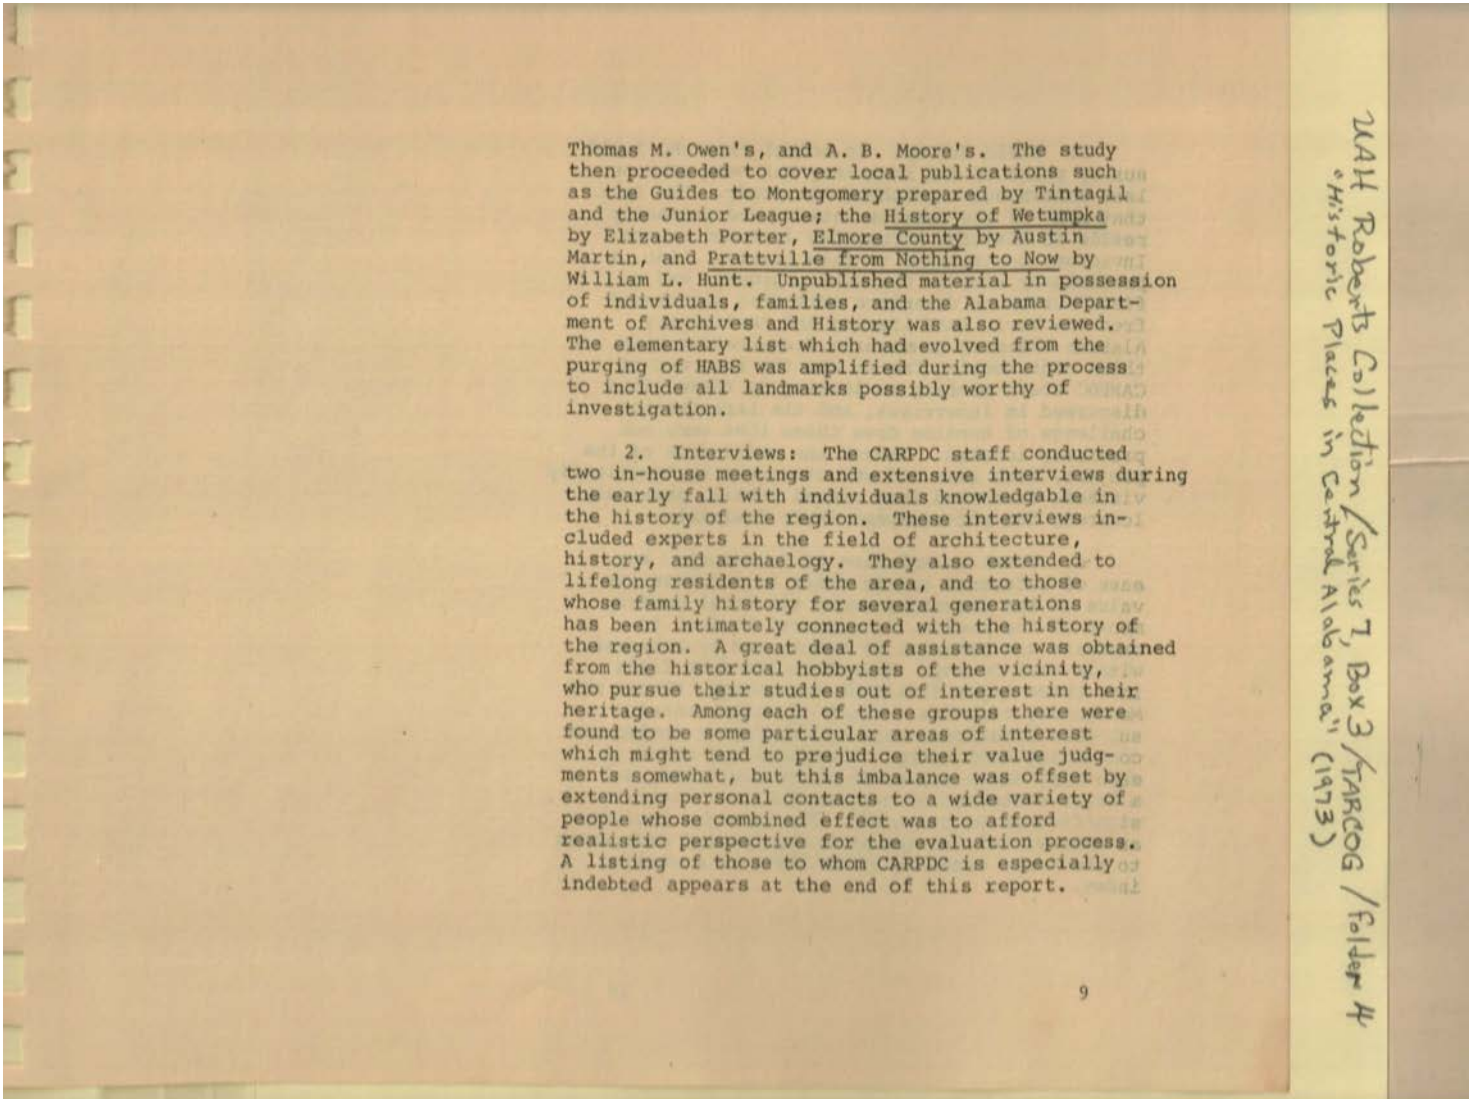 Thomas M. Owen's, and A. B. Moore's. The study
then proceeded to cover local publications such
as the Guides to Montgomery prepared by Tintagil
and the Junior League; the History of Wetumpka
by Elizabeth Porter, Elmore County by Austin
Martin, and Prattville from Nothing to Now by
William L. Hunt. Unpublished material in possession
of individuals, families, and the Alabama Depart-
ment of Archives and History was also reviewed.
The elementary list which had evolved from the
purging of HABS was amplified during the process
to include all landmarks possibly worthy of
investigation.
2. Interviews: The CARPDC staff conducted
two in-house meetings and extensive interviews during
the early fall with individuals knowledgable in
the history of the region. These interviews in-
cluded experts in the field of architecture,
history, and archaelogy. They also extended to
lifelong residents of the area, and to those
whose family history for several generations
has been intimately connected with the history of
the region. A great deal of assistance was obtained
from the historical hobbyists of the vicinity,
who pursue their studies out of interest in their
heritage. Among each of these groups there were
found to be some particular areas of interest
which might tend to prejudice their value judg-
ments somewhat, but this imbalance was offset by
extending personal contacts to a wide variety of
people whose combined effect was to afford
realistic perspective for the evaluation process.
A listing of those to whom CARPDC is especially
indebted appears at the end of this report.
9
UAH Roberts Collection/Series 7, Box 3/TARCOG/folder 4
"Historic Places in Central Alabama" (1973)